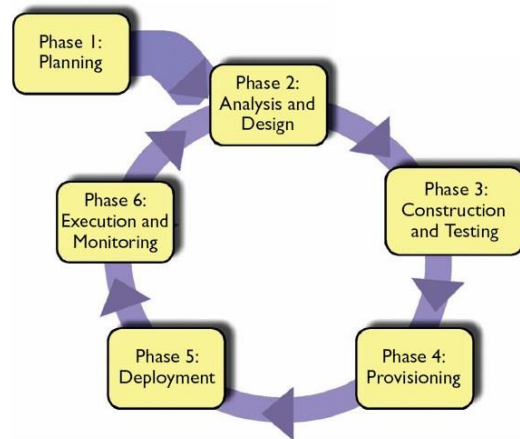 Phase 1:
Planning
Phase 2:
Analysis and
Design
Phase 3:
Construction
and Testing
Phase 4:
Provisioning
Phase 5:
Deployment
Phase 6:
Execution and
Monitoring